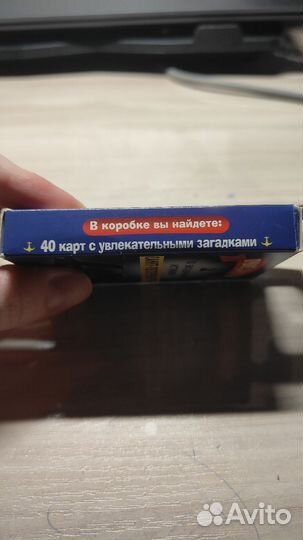 В коробке вы найдете:
40 карт с увлекательными загадками
Avito